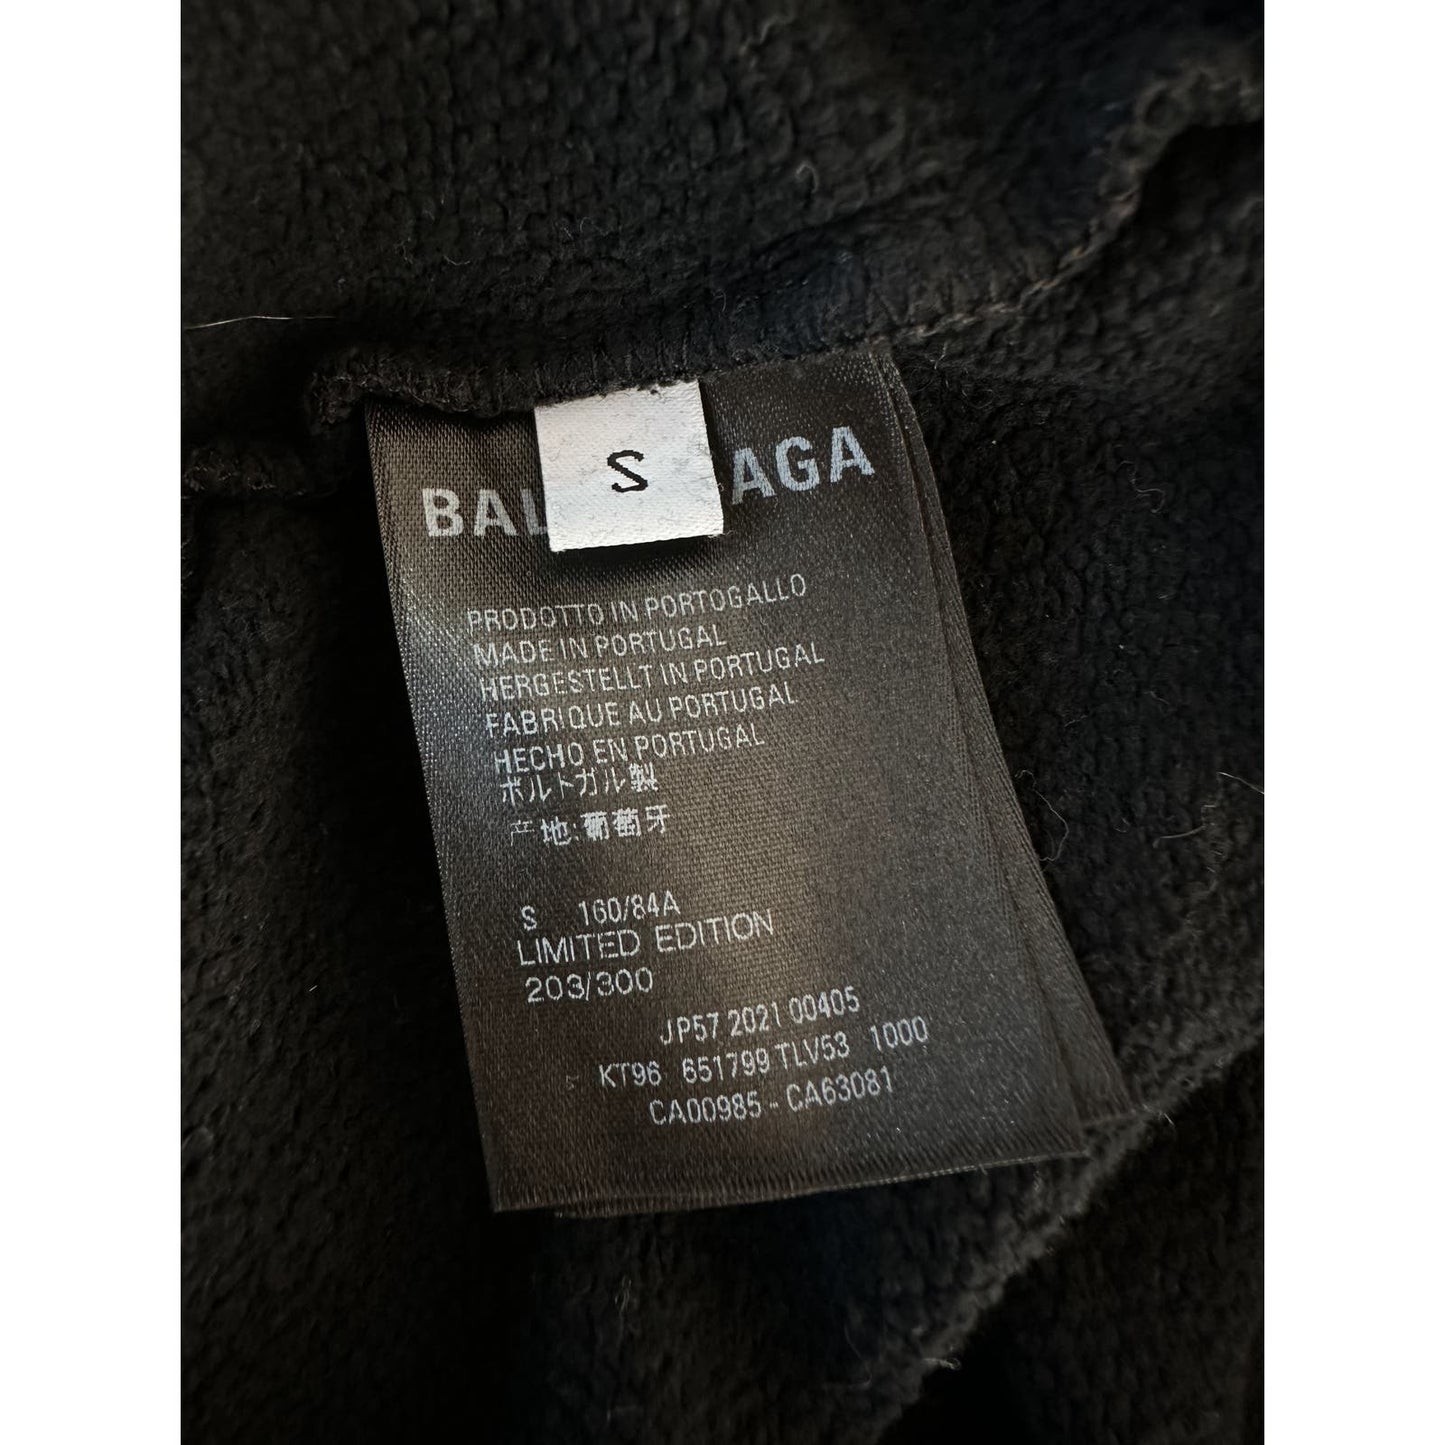 S
BAL AGA
PRODOTTO IN PORTOGALLO
MADE IN PORTUGAL
HERGESTELLT IN PORTUGAL
FABRIQUE AU PORTUGAL
HECHO EN PORTUGAL
ポルトガル製
产地:葡萄牙
S 160/84A
LIMITED EDITION
203/300
JP57 2021 00405
KT96 651799 TLV53 1000
CA00985 - CA63081